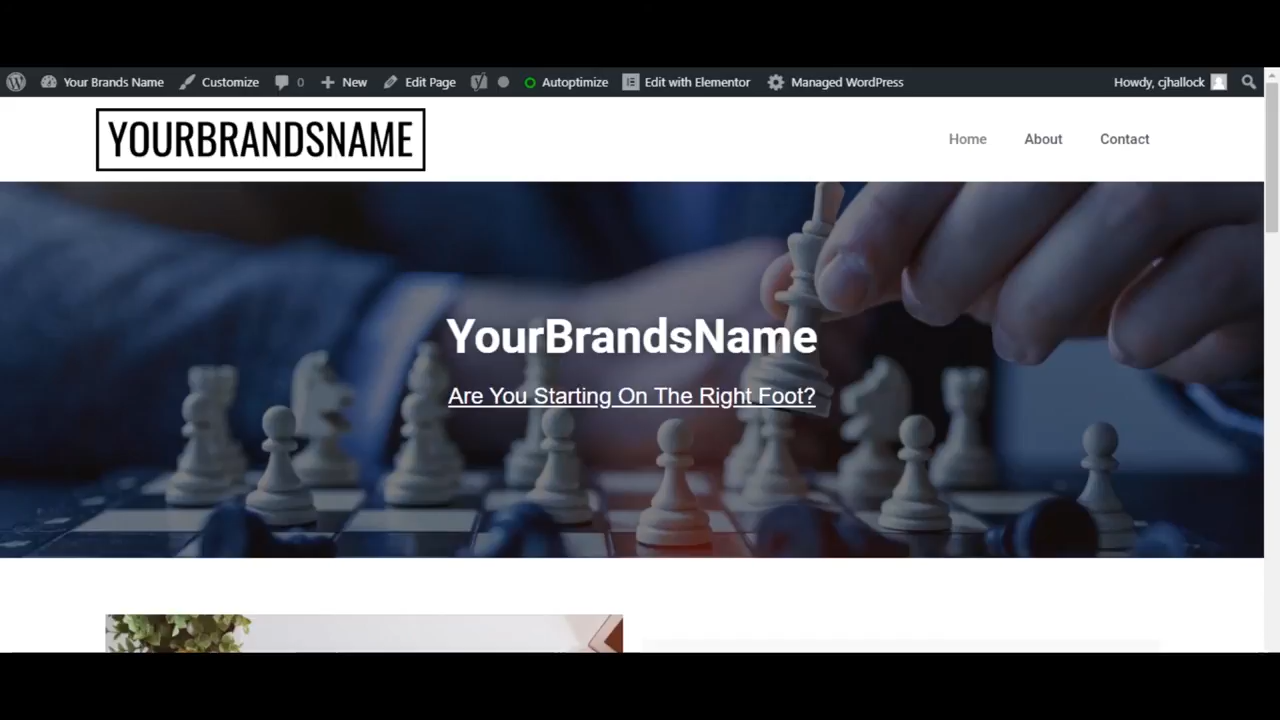 Your Brands Name Customize 0 New Edit Page Autoptimize Edit with Elementor Managed WordPress Howdy, cjhallock
YOURBRANDSNAME
Home About Contact
YourBrandsName
Are You Starting On The Right Foot?